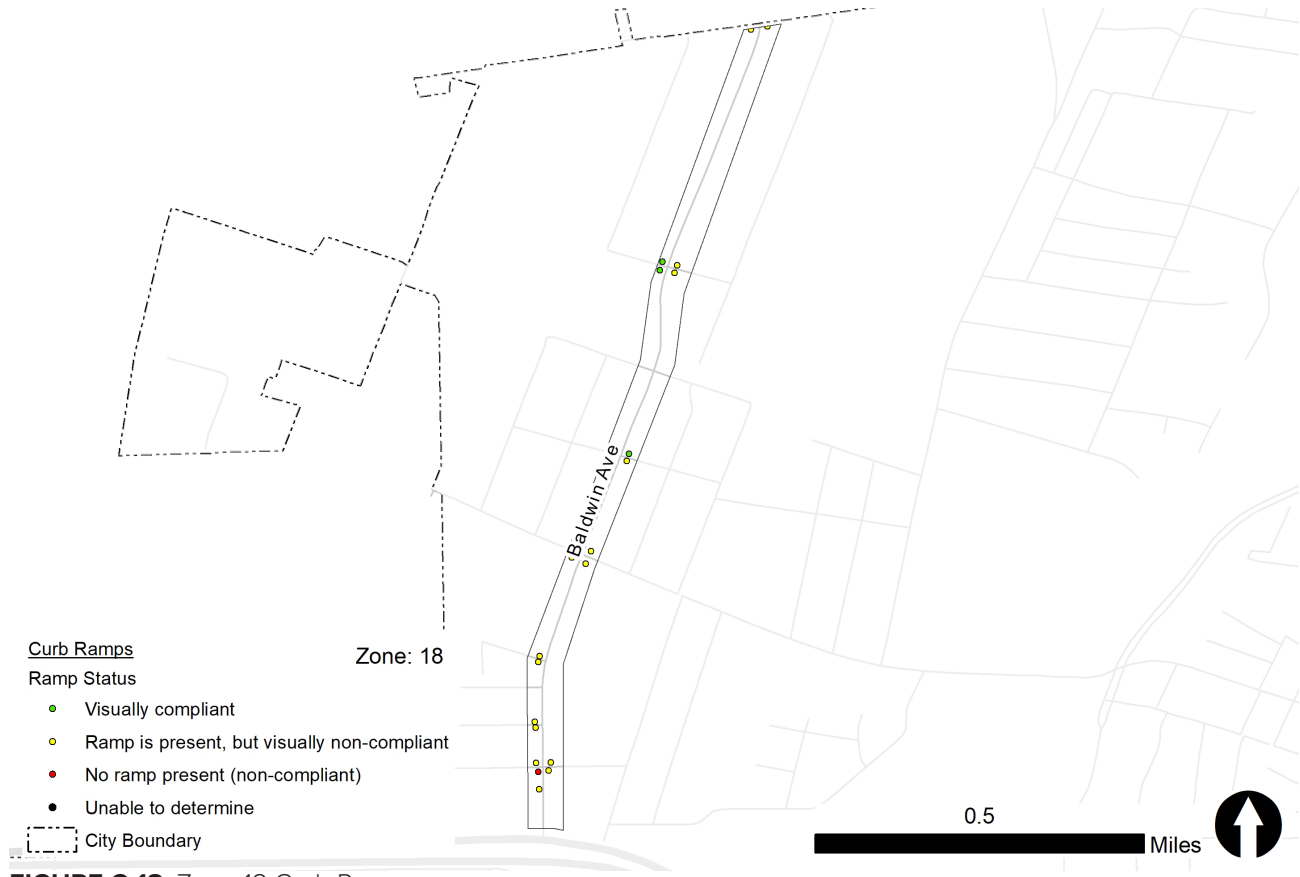 Baldwin Ave
Curb Ramps
Zone: 18
Ramp Status
Visually compliant
Ramp is present, but visually non-compliant
No ramp present (non-compliant)
Unable to determine
City Boundary
0.5
Miles